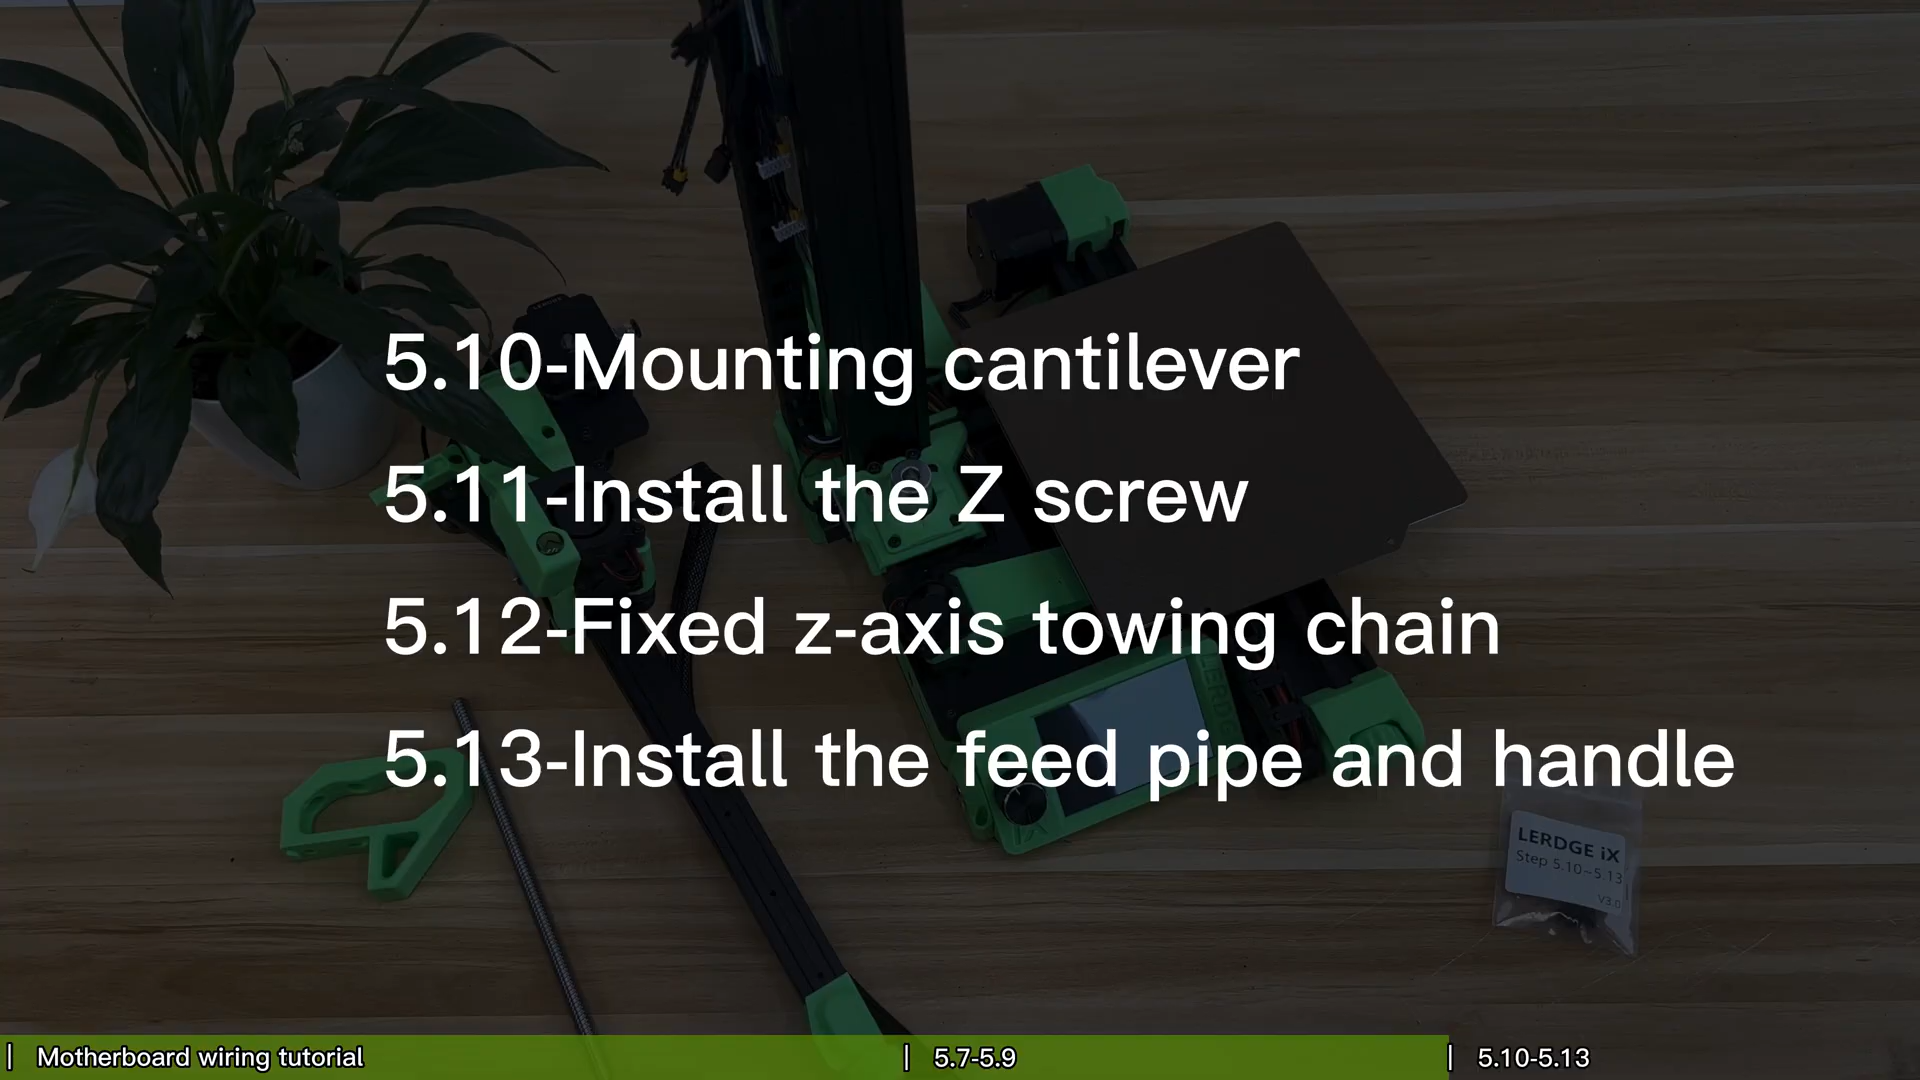 5.10-Mounting cantilever
5.11-Install the Z screw
5.12-Fixed z-axis towing chain
5.13-Install the feed pipe and handle
LERDGE
LERDGE iX
Step 5.10~5.13
V3.0
| Motherboard wiring tutorial | 5.7-5.9 | 5.10-5.13